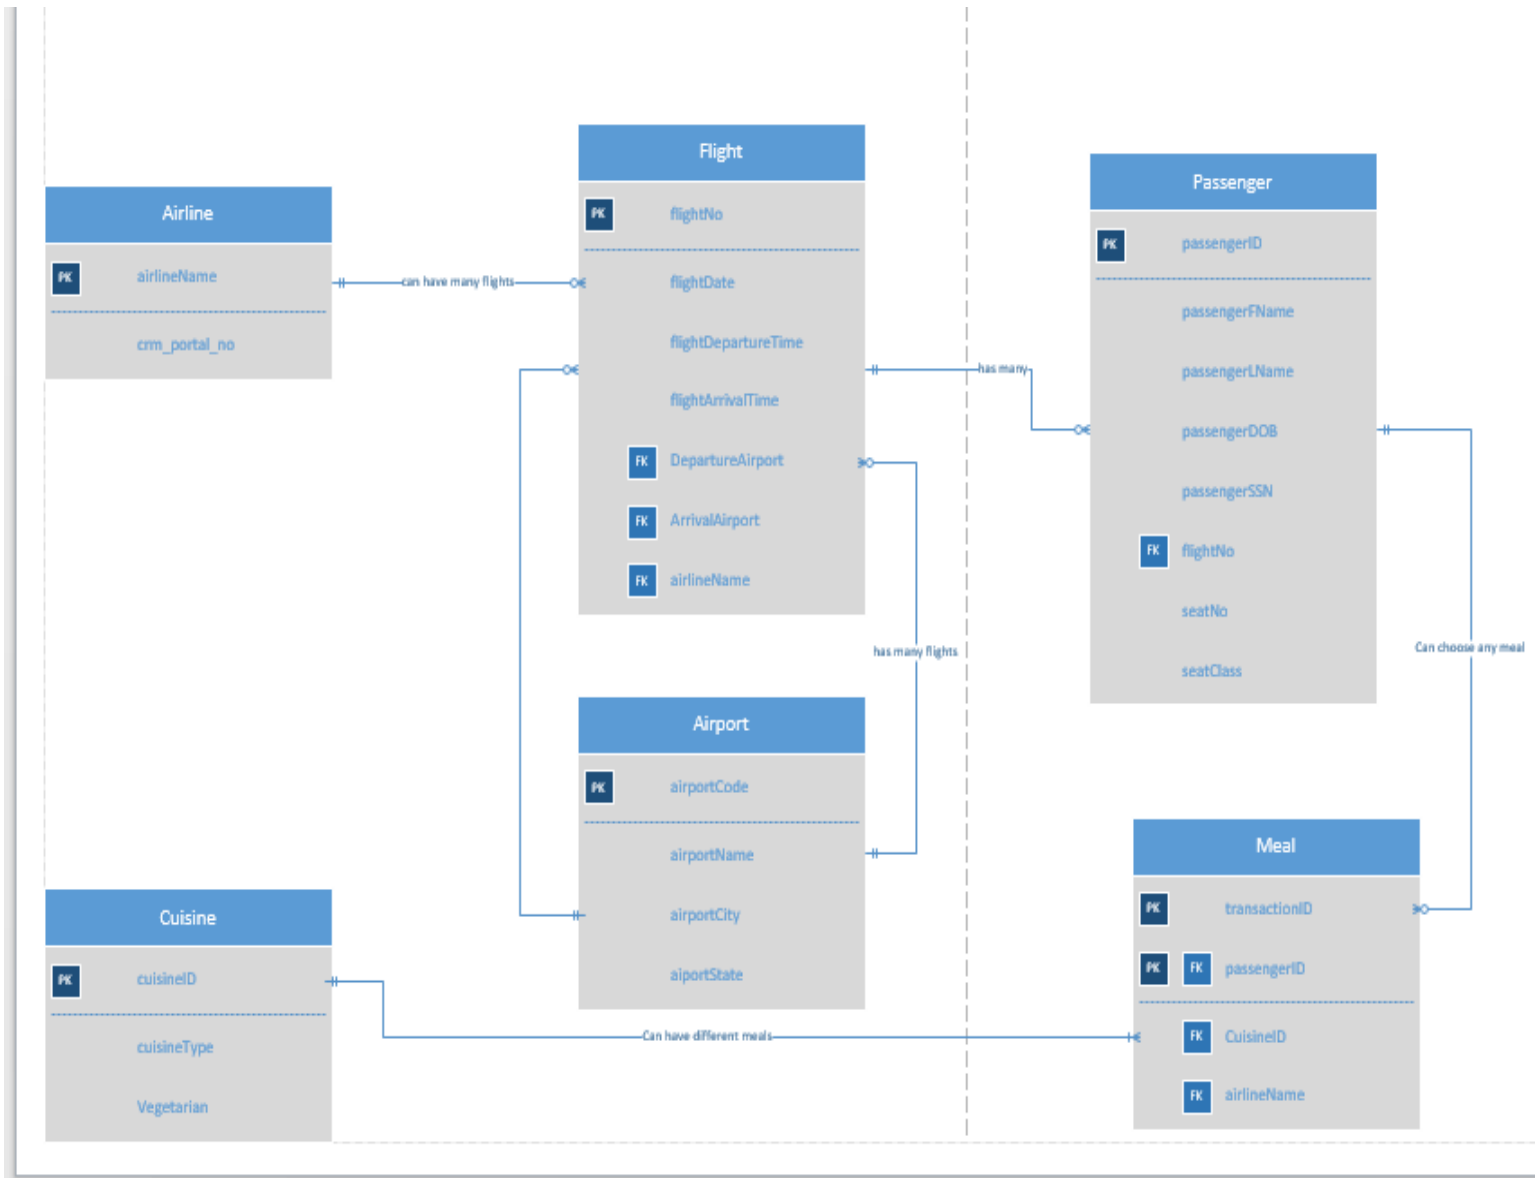 Airline
PK airlineName
crm_portal_no
can have many flights
Flight
PK flightNo
flightDate
flightDepartureTime
flightArrivalTime
FK DepartureAirport
FK ArrivalAirport
FK airlineName
has many
Passenger
PK passengerID
passengerFName
passengerLName
passengerDOB
passengerSSN
FK flightNo
seatNo
seatClass
has many flights
Can choose any meal
Airport
PK airportCode
airportName
airportCity
aiportState
Meal
PK transactionID
PK FK passengerID
FK CuisineID
FK airlineName
Cuisine
PK cuisineID
cuisineType
Vegetarian
Can have different meals